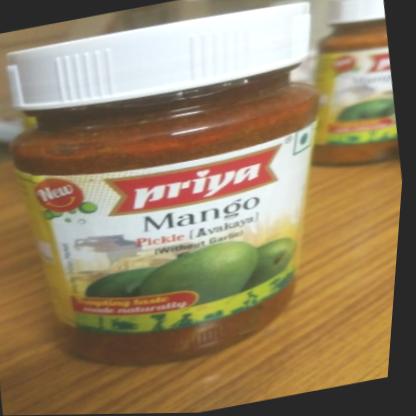 New
priya
Mango
Pickle [Avakaya]
(Without Garlic)
tempting taste
made naturally